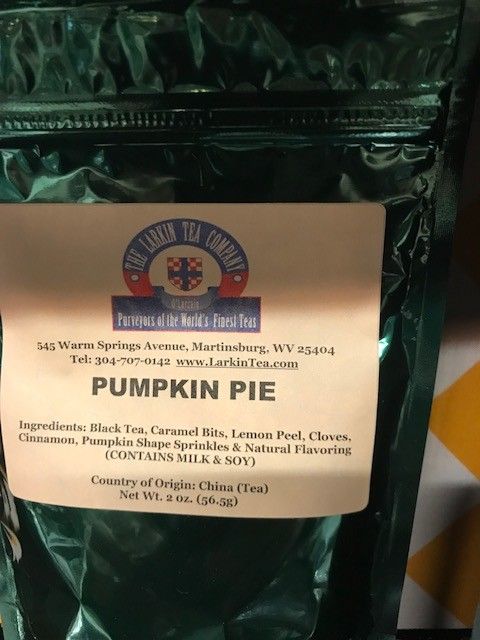 THE LARKIN TEA COMPANY
O'Larcain
Purveyors of the World's Finest Teas
545 Warm Springs Avenue, Martinsburg, WV 25404
Tel: 304-707-0142 www.LarkinTea.com
PUMPKIN PIE
Ingredients: Black Tea, Caramel Bits, Lemon Peel, Cloves,
Cinnamon, Pumpkin Shape Sprinkles & Natural Flavoring
(CONTAINS MILK & SOY)
Country of Origin: China (Tea)
Net Wt. 2 oz. (56.5g)